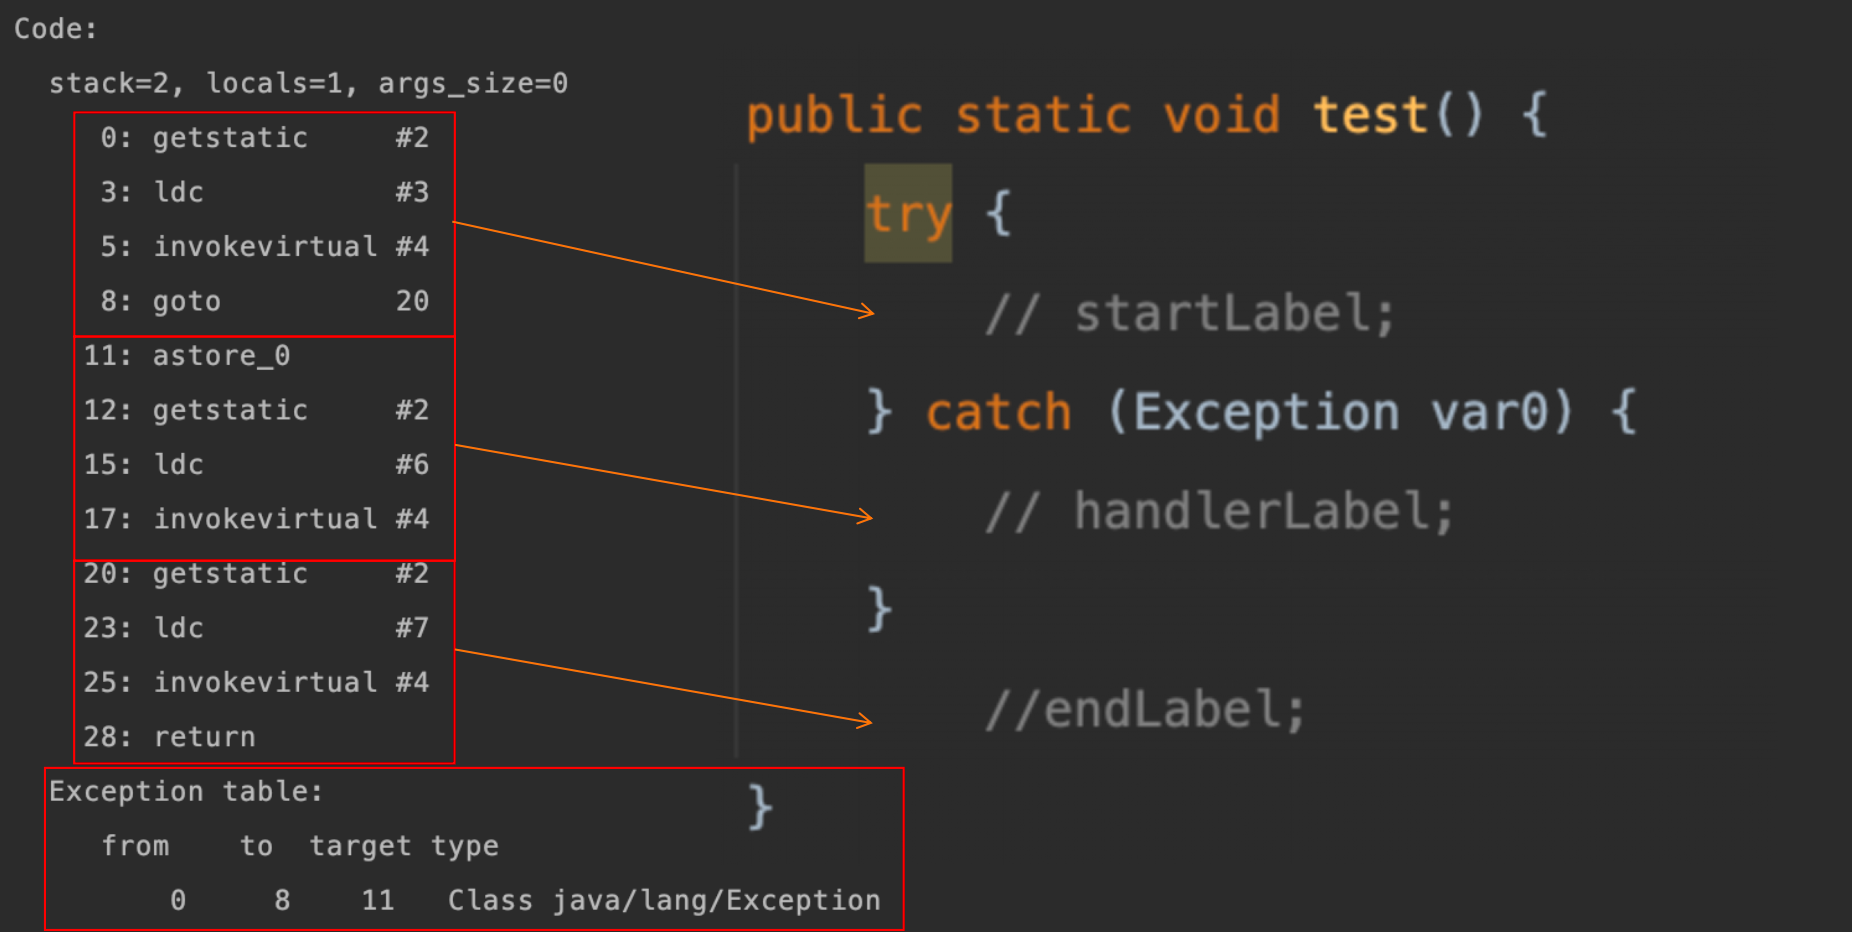 Code:
stack=2, locals=1, args_size=0
0: getstatic #2
3: ldc #3
5: invokevirtual #4
8: goto 20
11: astore_0
12: getstatic #2
15: ldc #6
17: invokevirtual #4
20: getstatic #2
23: ldc #7
25: invokevirtual #4
28: return
Exception table:
from to target type
0 8 11 Class java/lang/Exception
public static void test() {
try {
// startLabel;
} catch (Exception var0) {
// handlerLabel;
}
//endLabel;
}